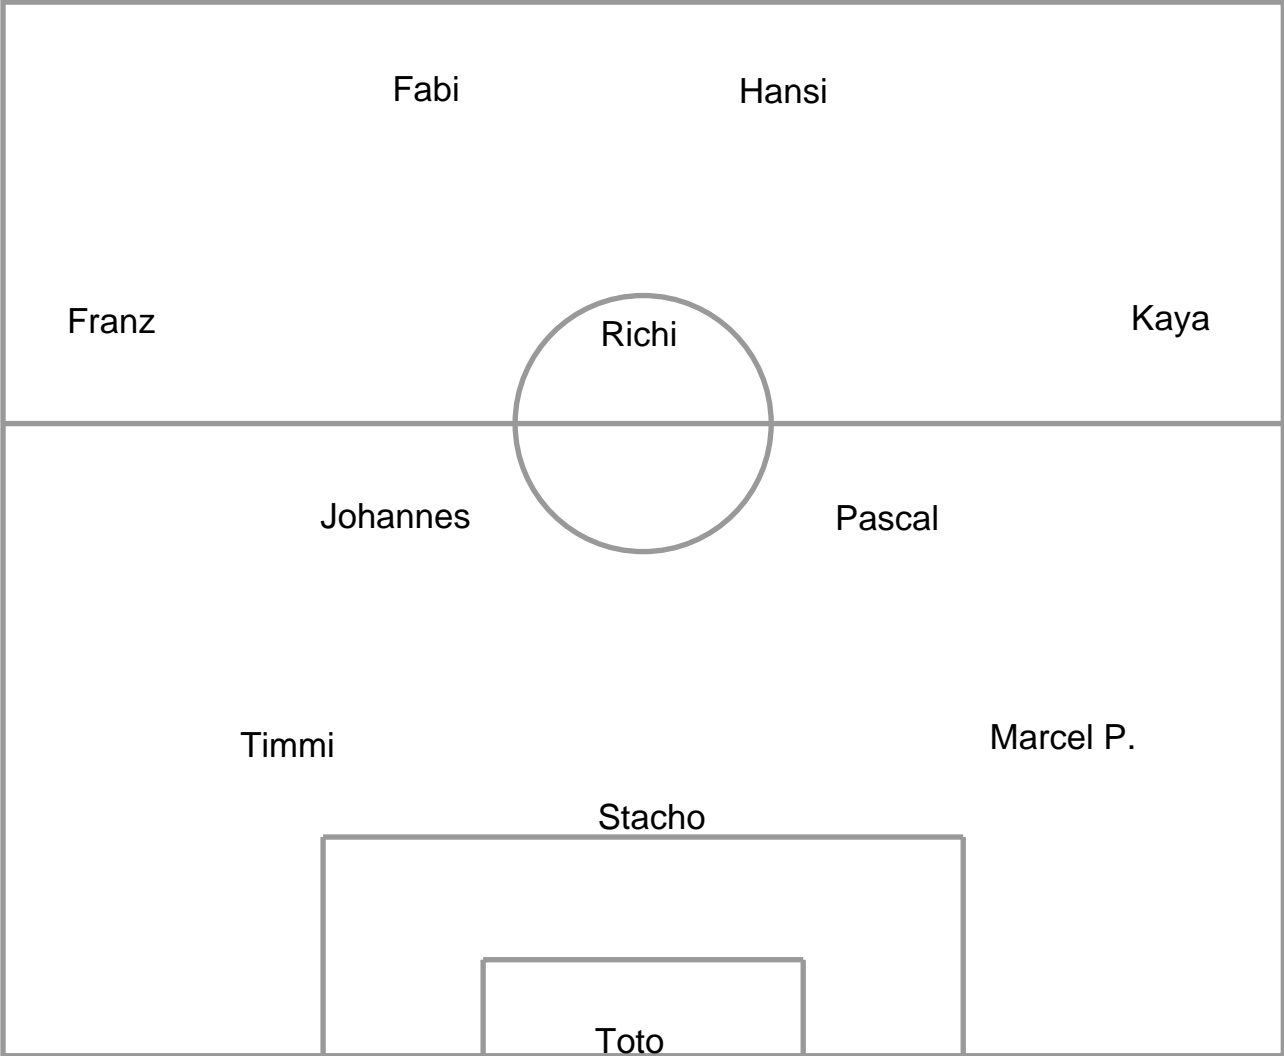 Fabi
Hansi
Franz
Richi
Kaya
Johannes
Pascal
Timmi
Marcel P.
Stacho
Toto